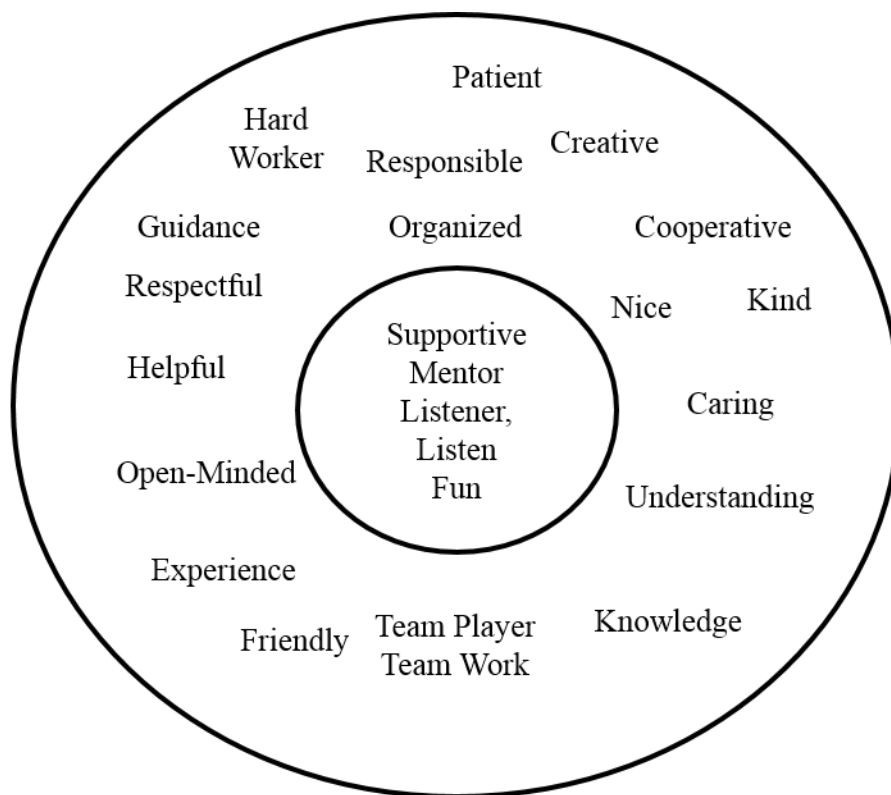 Patient
Hard
Worker
Creative
Responsible
Guidance
Organized
Cooperative
Respectful
Nice
Kind
Supportive
Mentor
Listener,
Listen
Fun
Helpful
Caring
Open-Minded
Understanding
Experience
Friendly
Team Player
Team Work
Knowledge